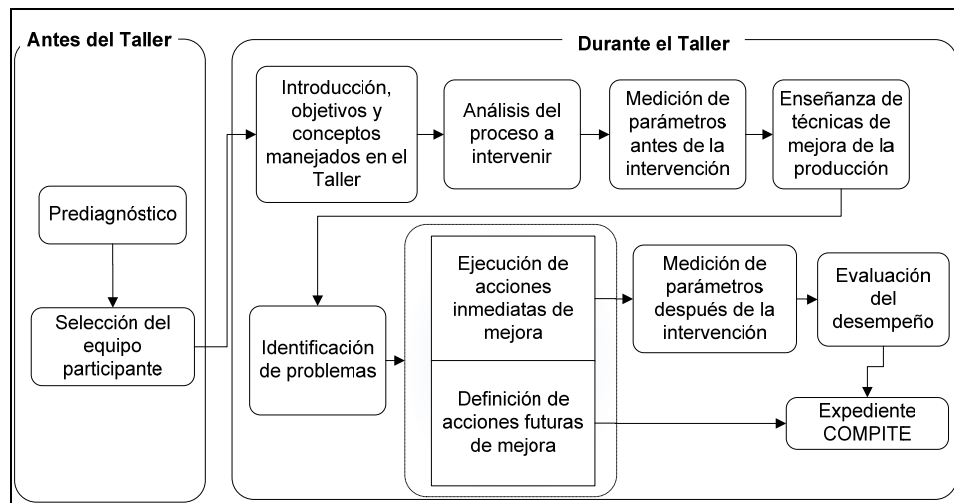 Antes del Taller
Prediagnóstico
Selección del
equipo
participante
Durante el Taller
Introducción,
objetivos y
conceptos
manejados en el
Taller
Análisis del
proceso a
intervenir
Medición de
parámetros
antes de la
intervención
Enseñanza de
técnicas de
mejora de la
producción
Identificación
de problemas
Ejecución de
acciones
inmediatas de
mejora
Definición de
acciones futuras
de mejora
Medición de
parámetros
después de la
intervención
Evaluación
del
desempeño
Expediente
COMPITE